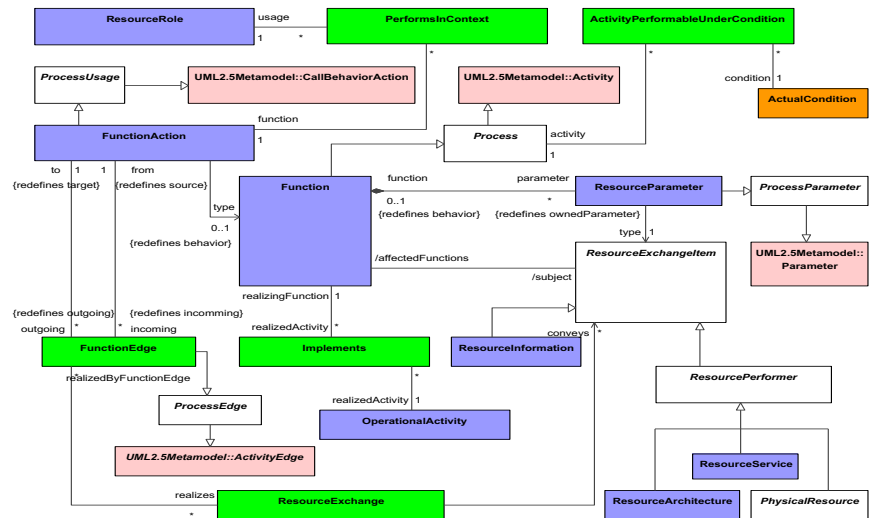 ResourceRole
usage
1
*
PerformsInContext
ActivityPerformableUnderCondition
*
*
*
condition 1
ActualCondition
ProcessUsage
UML2.5Metamodel::CallBehaviorAction
UML2.5Metamodel::Activity
function
1
FunctionAction
Process
activity
1
to 1
1 from
{redefines target}
{redefines source}
type
0..1
{redefines behavior}
Function
function
0..1
{redefines behavior}
parameter
*
{redefines ownedParameter}
ResourceParameter
ProcessParameter
type 1
UML2.5Metamodel::
Parameter
ResourceExchangeItem
/affectedFunctions
/subject
realizingFunction 1
{redefines outgoing}
{redefines incomming}
outgoing *
* incoming
realizedActivity *
conveys *
FunctionEdge
Implements
ResourceInformation
*
realizedByFunctionEdge
*
ResourcePerformer
ProcessEdge
realizedActivity 1
OperationalActivity
UML2.5Metamodel::ActivityEdge
ResourceService
realizes
*
ResourceExchange
ResourceArchitecture
PhysicalResource